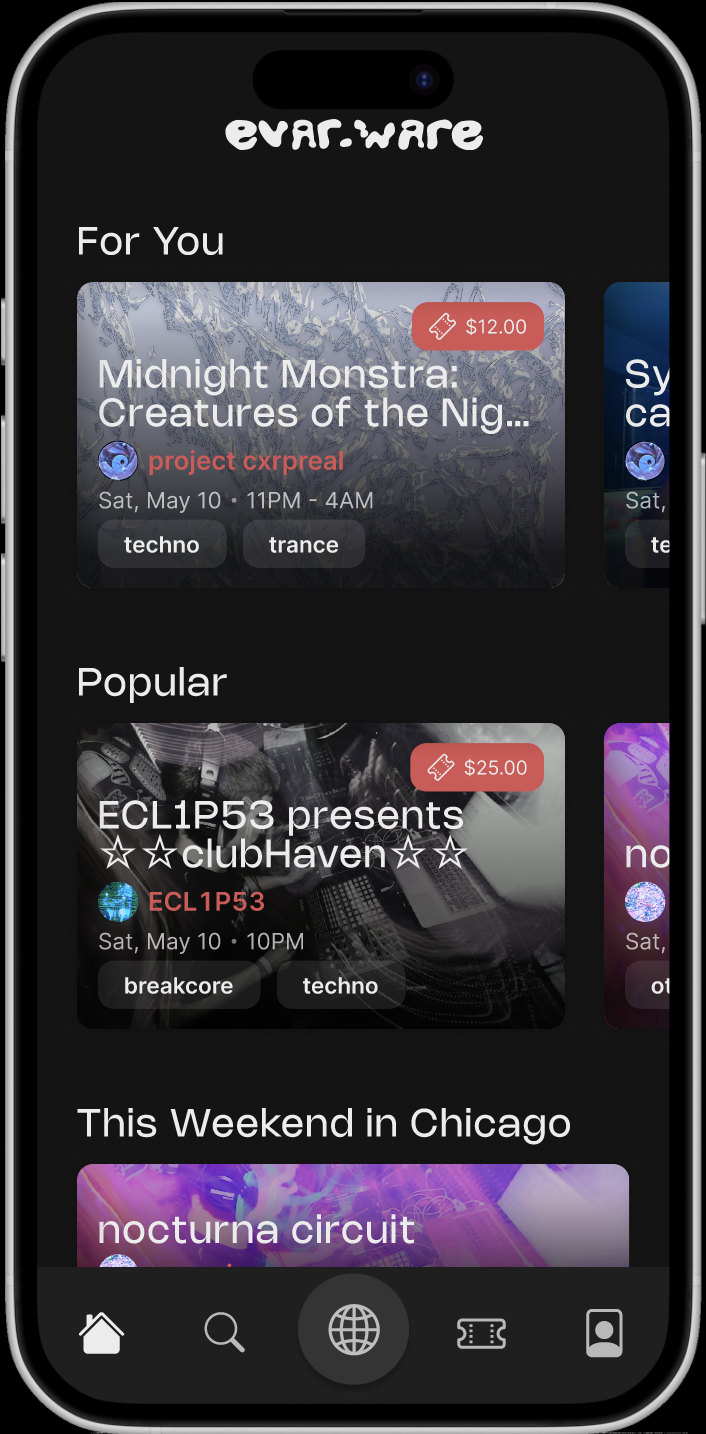 evar.ware
For You
$12.00
Midnight Monstra:
Creatures of the Nig...
project cxrpreal
Sat, May 10 • 11PM - 4AM
techno trance
Sy
ca
Sat,
te
Popular
$25.00
ECL1P53 presents
☆☆clubHaven☆☆
ECL1P53
Sat, May 10 • 10PM
breakcore techno
no
Sat,
ot
This Weekend in Chicago
nocturna circuit